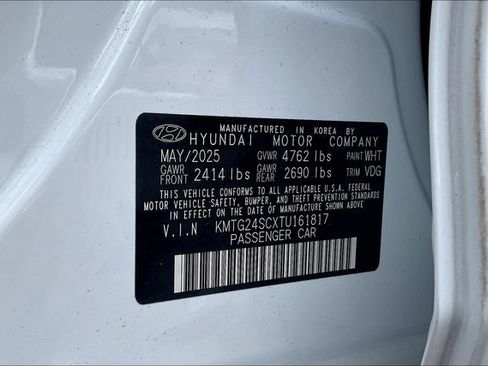 MANUFACTURED IN KOREA BY
HYUNDAI MOTOR COMPANY
MAY/2025 GVWR 4762 lbs PAINT WHT
GAWR FRONT 2414 lbs GAWR REAR 2690 lbs TRIM VDG
THIS VEHICLE CONFORMS TO ALL APPLICABLE U.S.A. FEDERAL
MOTOR VEHICLE SAFETY, BUMPER, AND THEFT PREVENTION STANDARDS
IN EFFECT ON THE DATE OF MANUFACTURE SHOWN ABOVE.
V.I.N KMTG24SCXTU161817
PASSENGER CAR